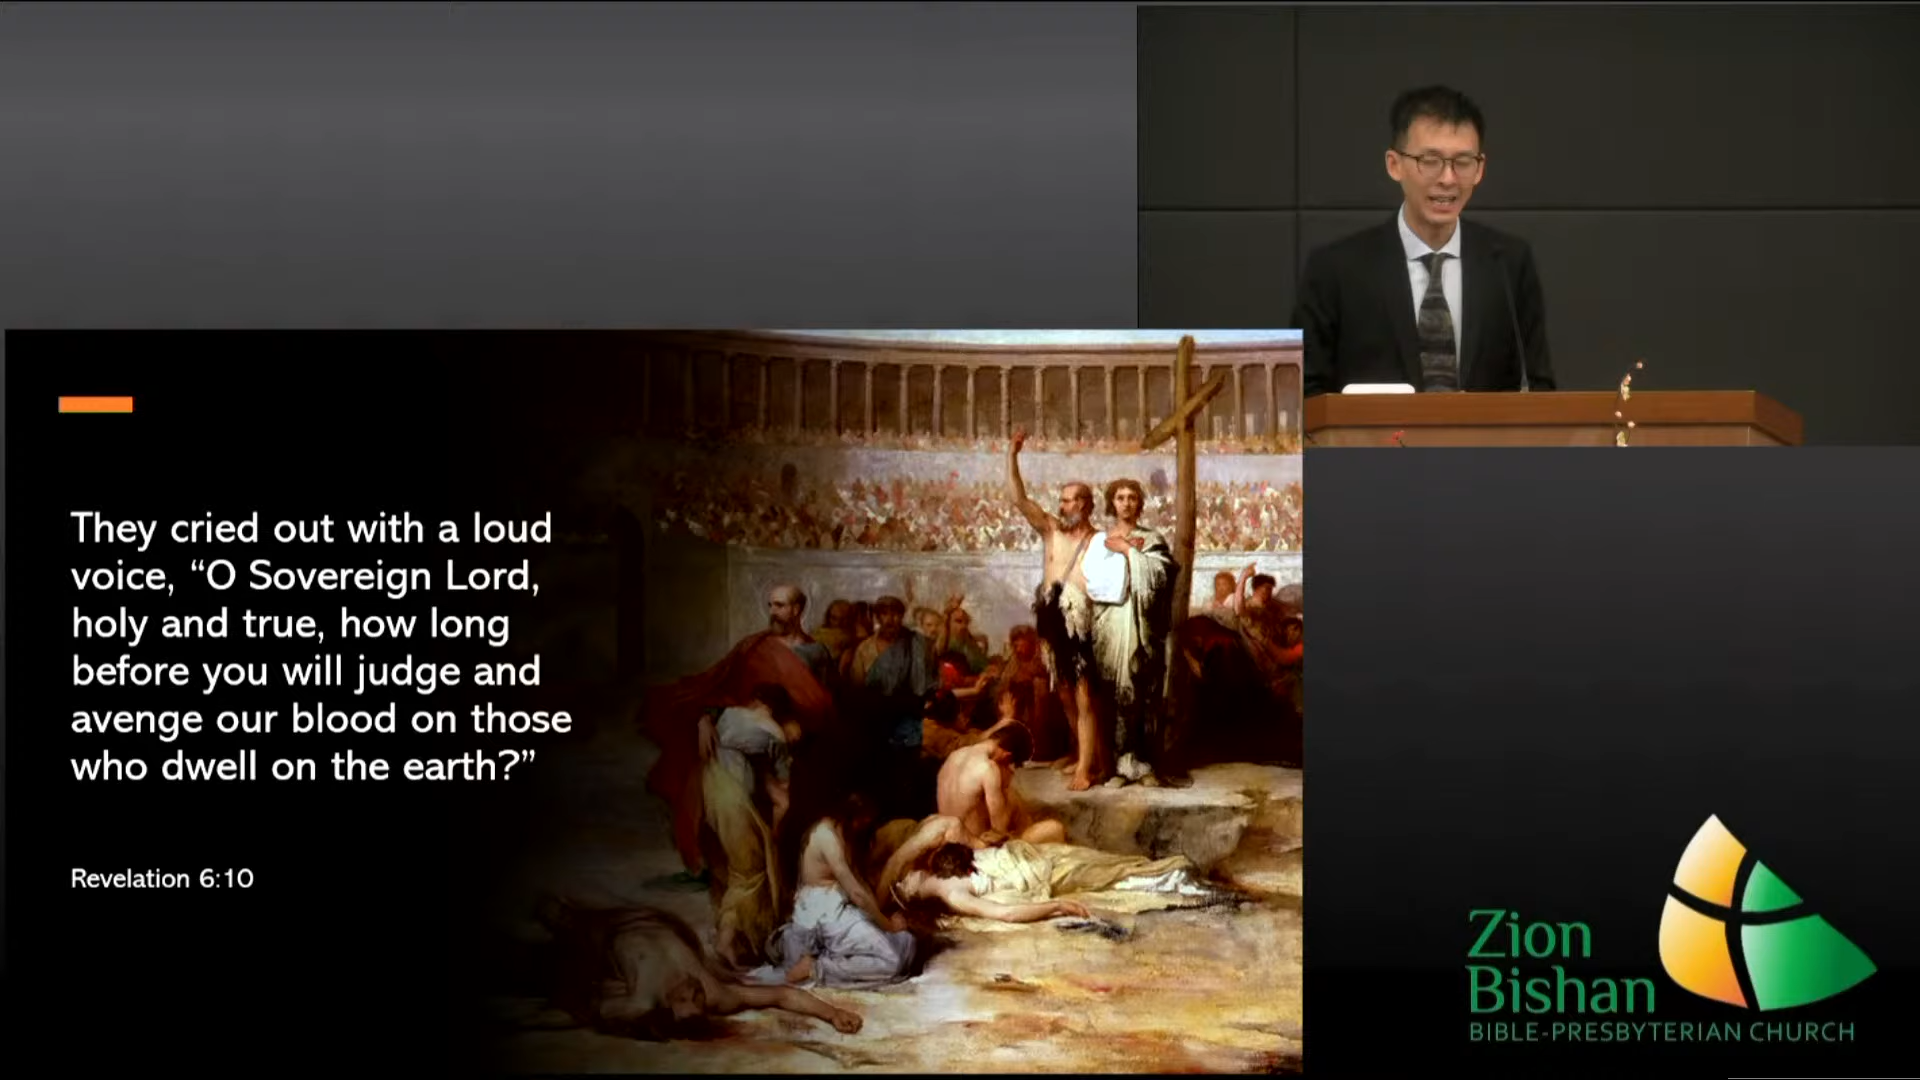 They cried out with a loud
voice, “O Sovereign Lord,
holy and true, how long
before you will judge and
avenge our blood on those
who dwell on the earth?”
Revelation 6:10
Zion
Bishan
BIBLE-PRESBYTERIAN CHURCH